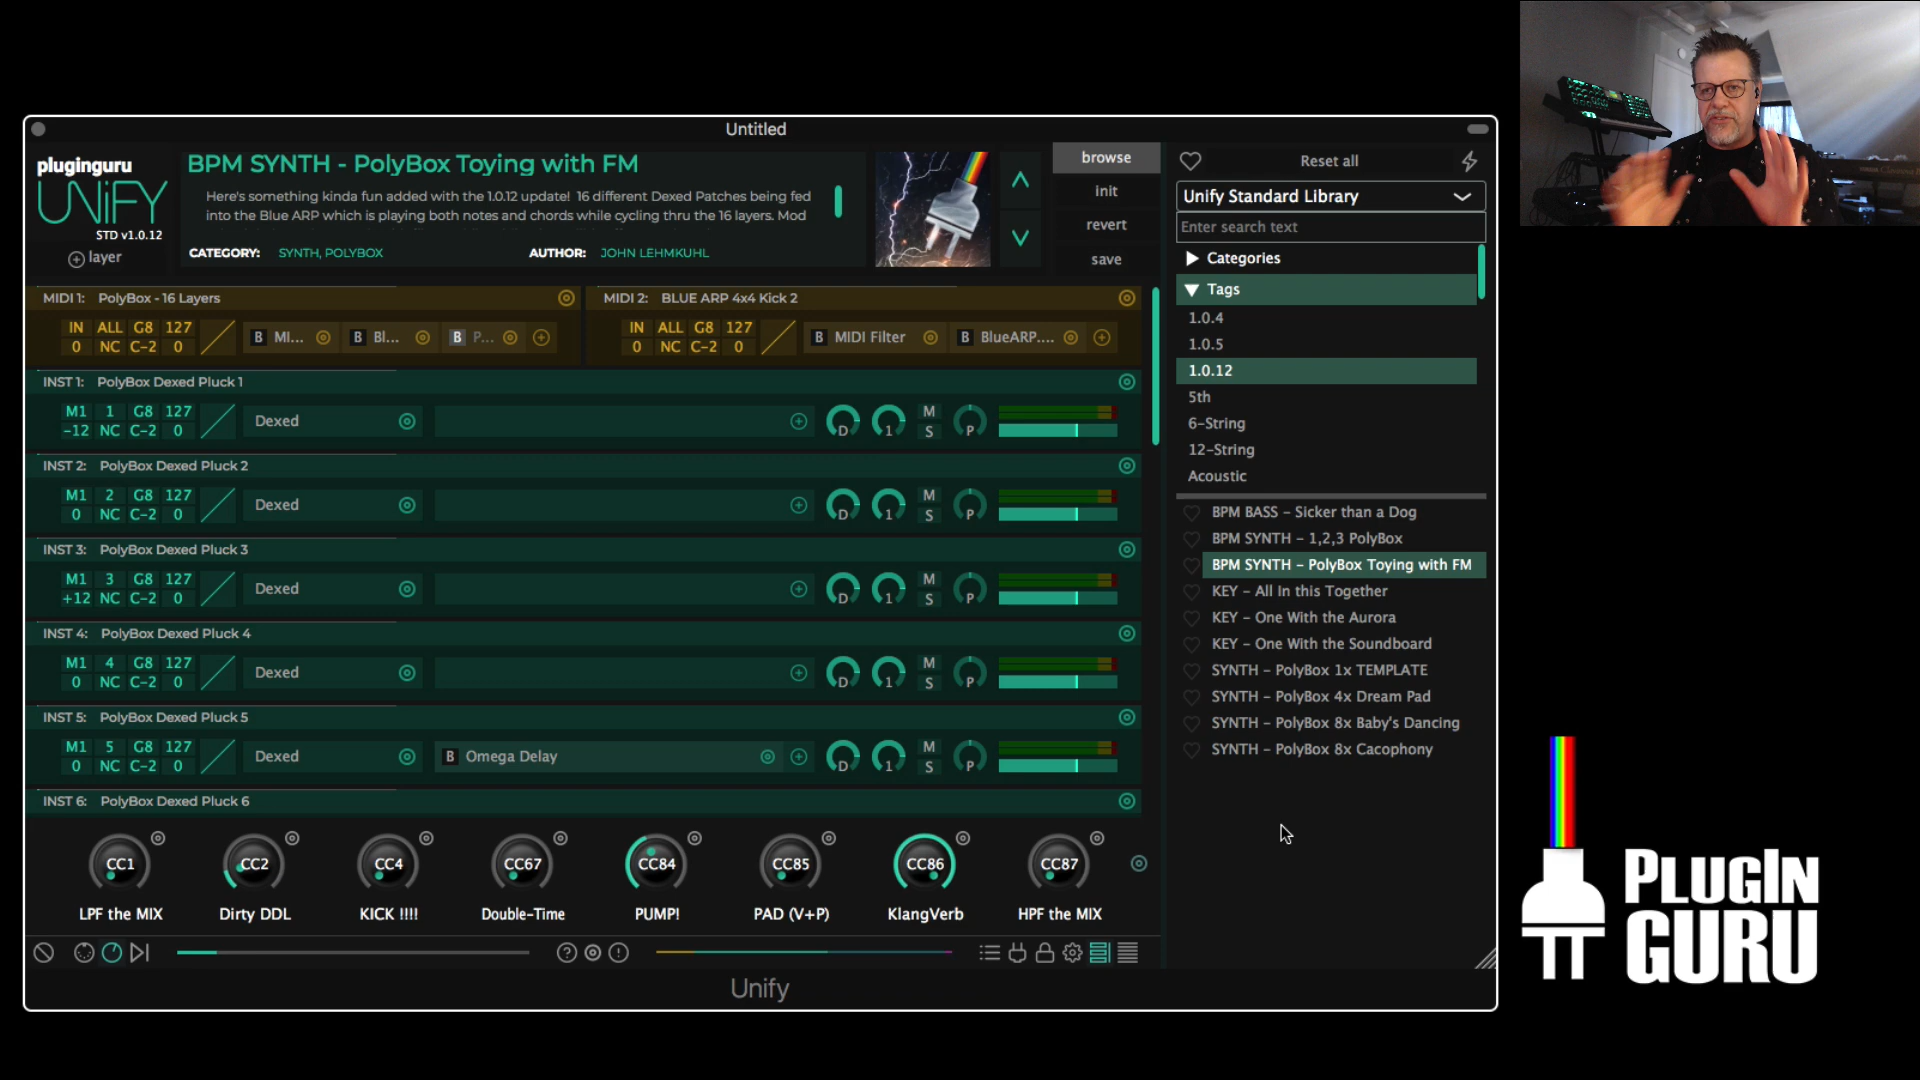 Untitled
pluginguru
UNiFY
STD v1.0.12
layer
BPM SYNTH - PolyBox Toying with FM
Here's something kinda fun added with the 1.0.12 update! 16 different Dexed Patches being fed
into the Blue ARP which is playing both notes and chords while cycling thru the 16 layers. Mod
CATEGORY: SYNTH, POLYBOX AUTHOR: JOHN LEHMKUHL
browse
init
revert
save
MIDI 1: PolyBox - 16 Layers
IN ALL G8 127
0 NC C-2 0
B MI... B Bl... B P...
MIDI 2: BLUE ARP 4x4 Kick 2
IN ALL G8 127
0 NC C-2 0
B MIDI Filter B BlueARP....
INST 1: PolyBox Dexed Pluck 1
M1 1 G8 127
-12 NC C-2 0
Dexed
D 1 M S P
INST 2: PolyBox Dexed Pluck 2
M1 2 G8 127
0 NC C-2 0
Dexed
D 1 M S P
INST 3: PolyBox Dexed Pluck 3
M1 3 G8 127
+12 NC C-2 0
Dexed
D 1 M S P
INST 4: PolyBox Dexed Pluck 4
M1 4 G8 127
0 NC C-2 0
Dexed
D 1 M S P
INST 5: PolyBox Dexed Pluck 5
M1 5 G8 127
0 NC C-2 0
Dexed
B Omega Delay
D 1 M S P
INST 6: PolyBox Dexed Pluck 6
CC1 CC2 CC4 CC67 CC84 CC85 CC86 CC87
LPF the MIX Dirty DDL KICK !!!! Double-Time PUMP! PAD (V+P) KlangVerb HPF the MIX
Unify
Reset all
Unify Standard Library
Enter search text
Categories
Tags
1.0.4
1.0.5
1.0.12
5th
6-String
12-String
Acoustic
BPM BASS - Sicker than a Dog
BPM SYNTH - 1,2,3 PolyBox
BPM SYNTH - PolyBox Toying with FM
KEY - All In this Together
KEY - One With the Aurora
KEY - One With the Soundboard
SYNTH - PolyBox 1x TEMPLATE
SYNTH - PolyBox 4x Dream Pad
SYNTH - PolyBox 8x Baby's Dancing
SYNTH - PolyBox 8x Cacophony
PLUGIN
GURU